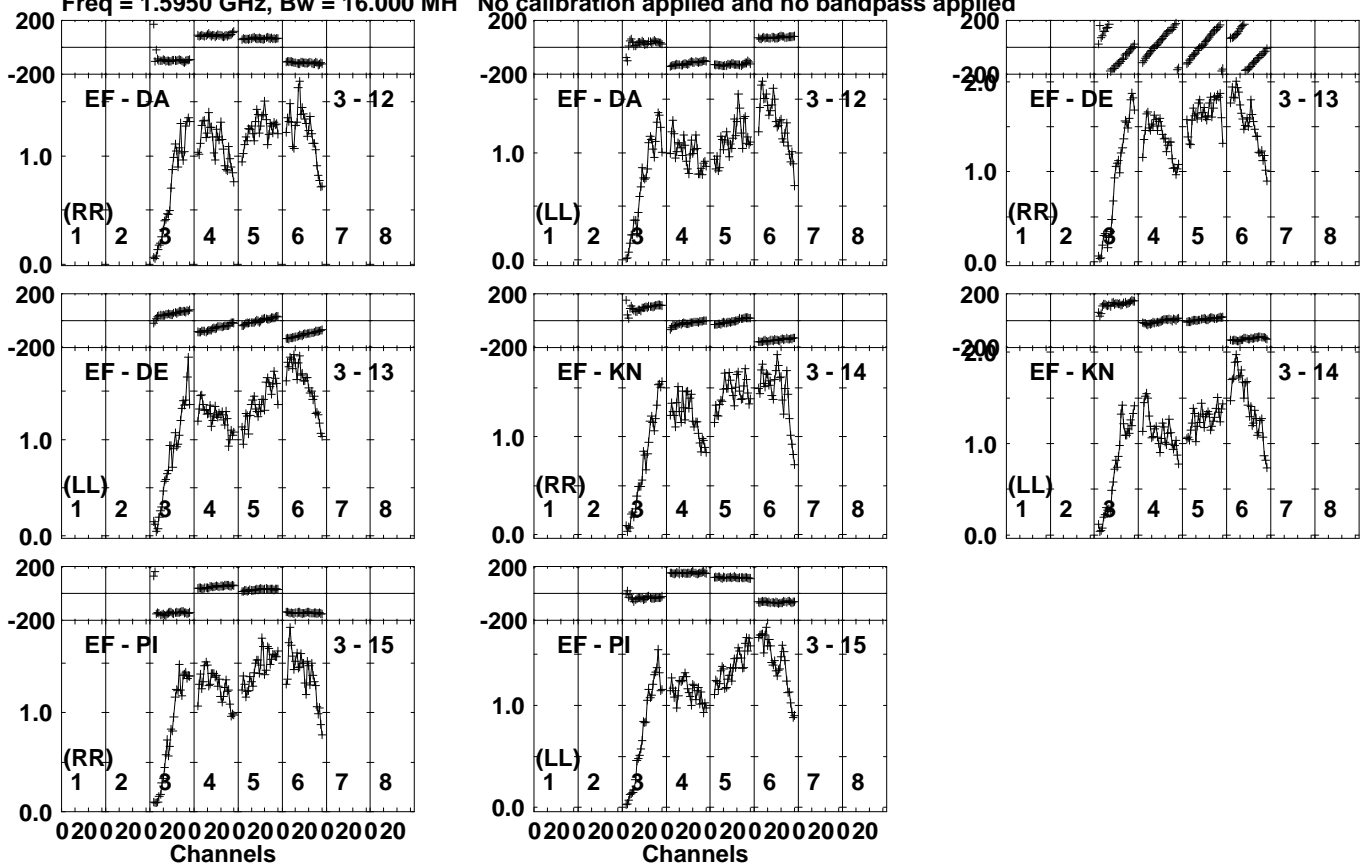 Freq = 1.5950 GHz, Bw = 16.000 MH No calibration applied and no bandpass applied
200
-200
EF - DA 3 - 12
1.0
(RR)
1 2 3 4 5 6 7 8
0.0
200
-200
EF - DA 3 - 12
1.0
(LL)
1 2 3 4 5 6 7 8
0.0
200
-200
2.0
EF - DE 3 - 13
1.0
(RR)
1 2 3 4 5 6 7 8
0.0
200
-200
EF - DE 3 - 13
1.0
(LL)
1 2 3 4 5 6 7 8
0.0
200
-200
EF - KN 3 - 14
1.0
(RR)
1 2 3 4 5 6 7 8
0.0
200
-200
2.0
EF - KN 3 - 14
1.0
(LL)
1 2 3 4 5 6 7 8
0.0
200
-200
EF - PI 3 - 15
1.0
(RR)
1 2 3 4 5 6 7 8
0.0
0 20 0 20 0 20 0 20 0 20 0 20 0 20 0 20
Channels
200
-200
EF - PI 3 - 15
1.0
(LL)
1 2 3 4 5 6 7 8
0.0
0 20 0 20 0 20 0 20 0 20 0 20 0 20 0 20
Channels